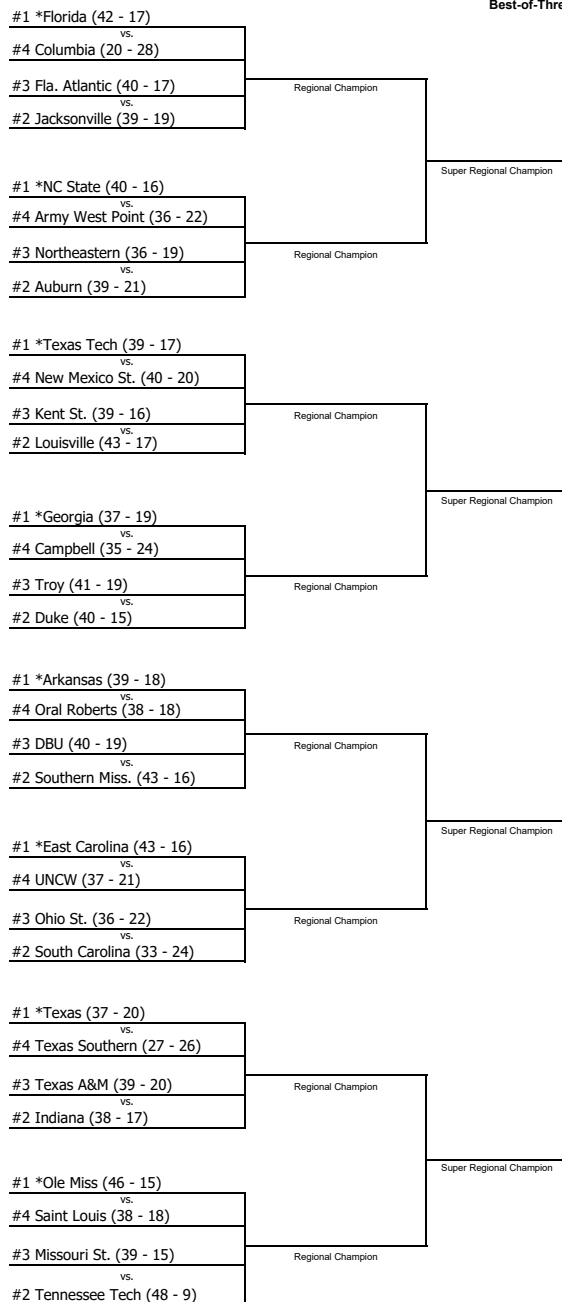 Best-of-Thre
#1 *Florida (42 - 17)
vs.
#4 Columbia (20 - 28)
#3 Fla. Atlantic (40 - 17)
vs.
#2 Jacksonville (39 - 19)
Regional Champion
Super Regional Champion
#1 *NC State (40 - 16)
vs.
#4 Army West Point (36 - 22)
#3 Northeastern (36 - 19)
vs.
#2 Auburn (39 - 21)
Regional Champion
#1 *Texas Tech (39 - 17)
vs.
#4 New Mexico St. (40 - 20)
#3 Kent St. (39 - 16)
vs.
#2 Louisville (43 - 17)
Regional Champion
Super Regional Champion
#1 *Georgia (37 - 19)
vs.
#4 Campbell (35 - 24)
#3 Troy (41 - 19)
vs.
#2 Duke (40 - 15)
Regional Champion
#1 *Arkansas (39 - 18)
vs.
#4 Oral Roberts (38 - 18)
#3 DBU (40 - 19)
vs.
#2 Southern Miss. (43 - 16)
Regional Champion
Super Regional Champion
#1 *East Carolina (43 - 16)
vs.
#4 UNCW (37 - 21)
#3 Ohio St. (36 - 22)
vs.
#2 South Carolina (33 - 24)
Regional Champion
#1 *Texas (37 - 20)
vs.
#4 Texas Southern (27 - 26)
#3 Texas A&M (39 - 20)
vs.
#2 Indiana (38 - 17)
Regional Champion
Super Regional Champion
#1 *Ole Miss (46 - 15)
vs.
#4 Saint Louis (38 - 18)
#3 Missouri St. (39 - 15)
vs.
#2 Tennessee Tech (48 - 9)
Regional Champion